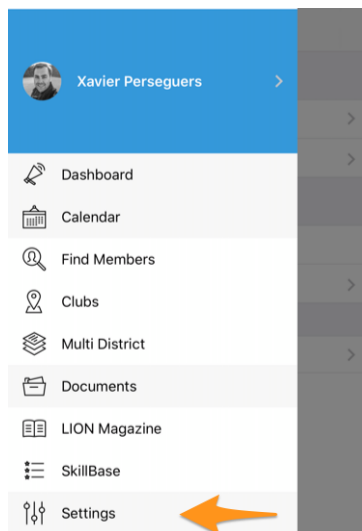 Xavier Perseguers
Dashboard
Calendar
Find Members
Clubs
Multi District
Documents
LION Magazine
SkillBase
Settings